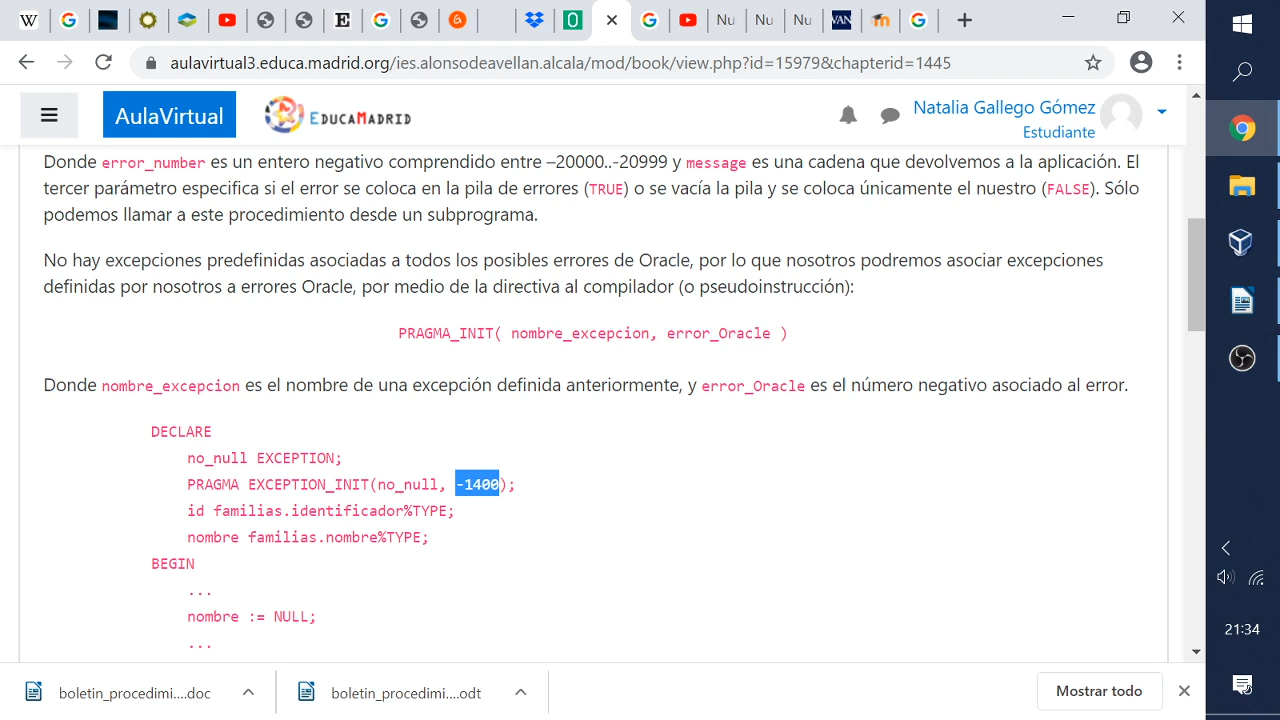 W
E
O
Nu
Nu
Nu
VAN
aulavirtual3.educa.madrid.org/ies.alonsodeavellan.alcala/mod/book/view.php?id=15979&chapterid=1445
AulaVirtual
EDUCAMADRID
Natalia Gallego Gómez
Estudiante
Donde error_number es un entero negativo comprendido entre –20000..-20999 y message es una cadena que devolvemos a la aplicación. El
tercer parámetro especifica si el error se coloca en la pila de errores (TRUE) o se vacía la pila y se coloca únicamente el nuestro (FALSE). Sólo
podemos llamar a este procedimiento desde un subprograma.
No hay excepciones predefinidas asociadas a todos los posibles errores de Oracle, por lo que nosotros podremos asociar excepciones
definidas por nosotros a errores Oracle, por medio de la directiva al compilador (o pseudoinstrucción):
PRAGMA_INIT( nombre_excepcion, error_Oracle )
Donde nombre_excepcion es el nombre de una excepción definida anteriormente, y error_Oracle es el número negativo asociado al error.
DECLARE
no_null EXCEPTION;
PRAGMA EXCEPTION_INIT(no_null, -1400);
id familias.identificador%TYPE;
nombre familias.nombre%TYPE;
BEGIN
...
nombre := NULL;
...
21:34
boletin_procedimi....doc
boletin_procedimi....odt
Mostrar todo